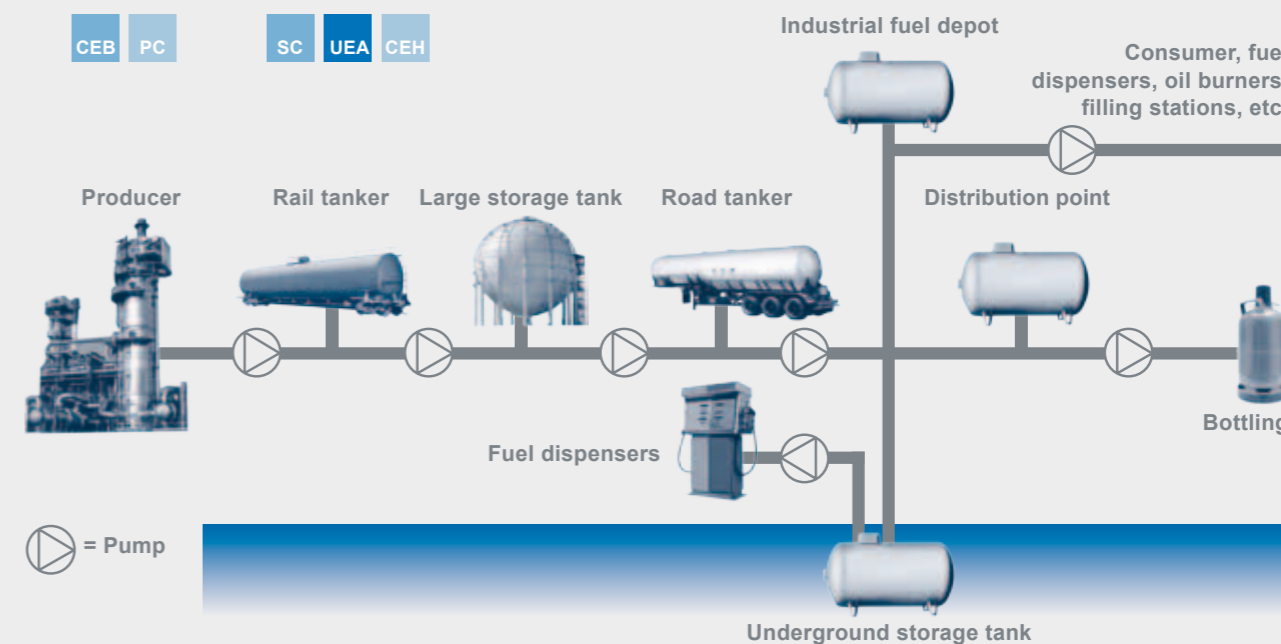 CEB PC SC UEA CEH
Industrial fuel depot
Consumer, fue
dispensers, oil burners
filling stations, etc
Producer
Rail tanker
Large storage tank
Road tanker
Distribution point
Fuel dispensers
Bottling
= Pump
Underground storage tank